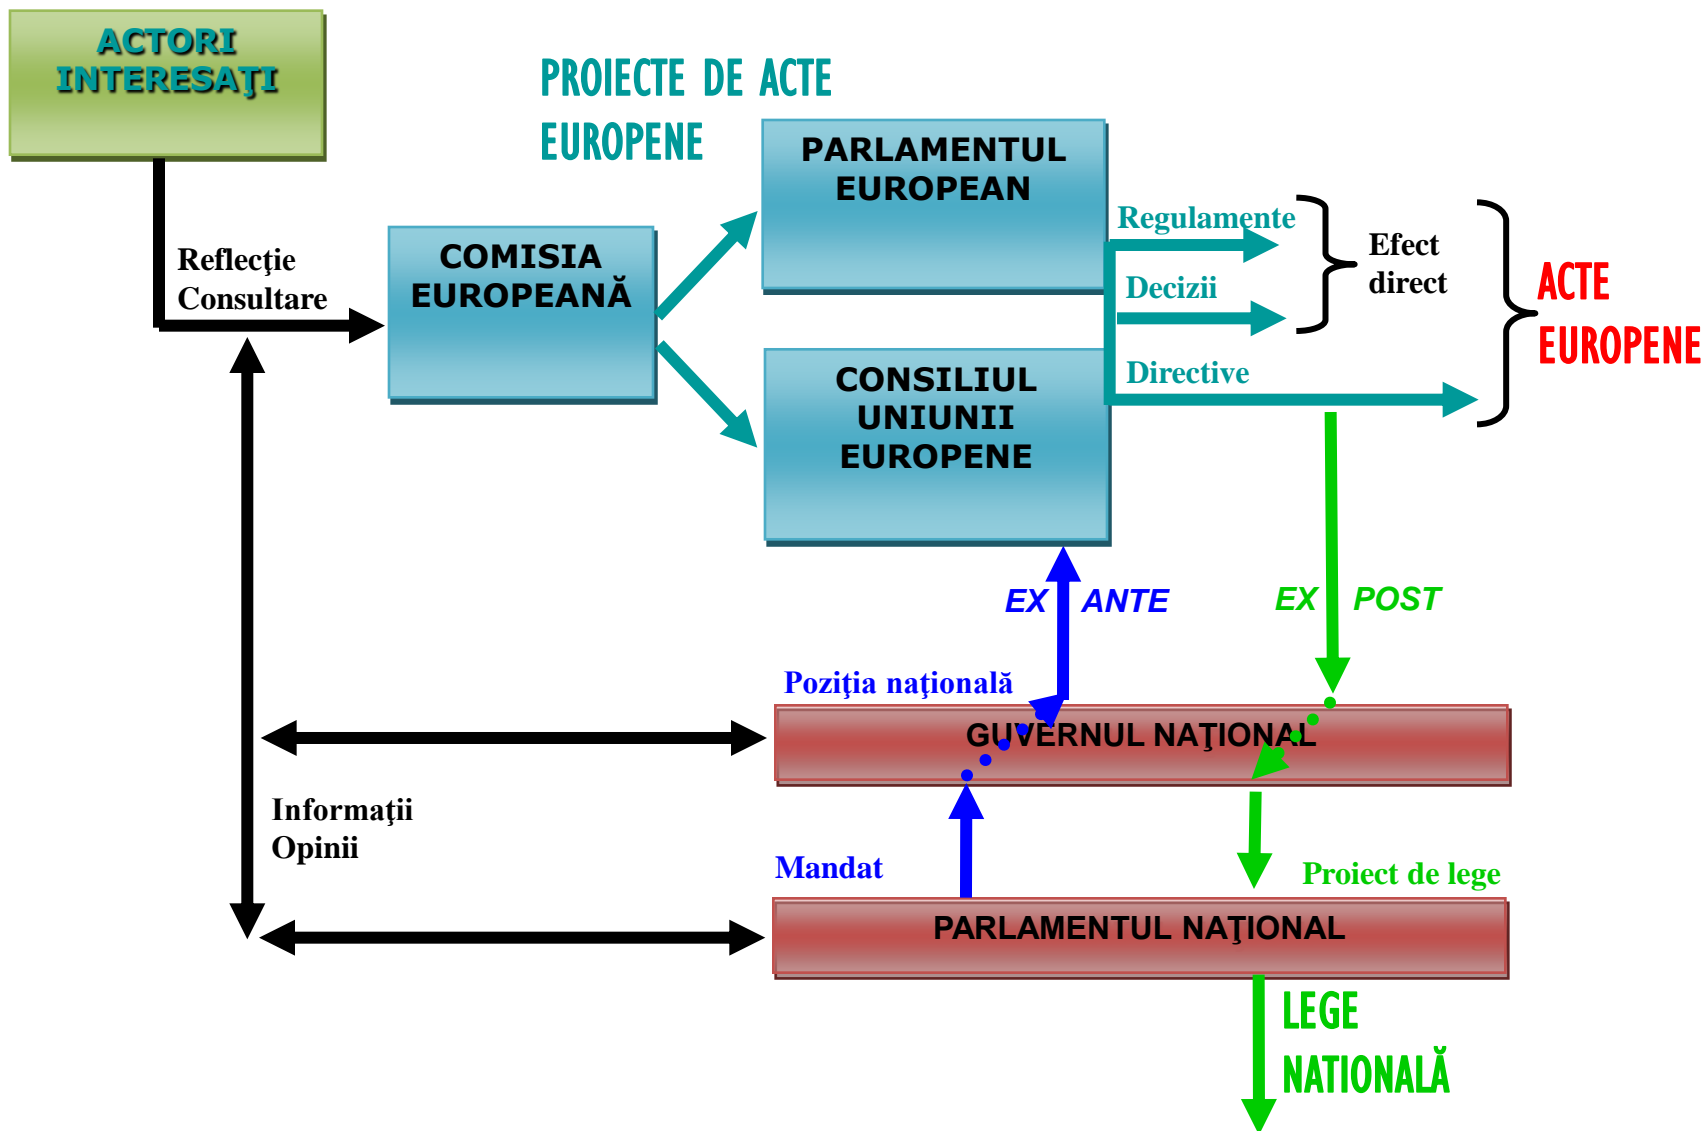 ACTORI
INTERESAŢI
PROIECTE DE ACTE
EUROPENE
PARLAMENTUL
EUROPEAN
Reflecţie
Consultare
COMISIA
EUROPEANĂ
Regulamente
Decizii
Directive
Efect
direct
ACTE
EUROPENE
CONSILIUL
UNIUNII
EUROPENE
EX ANTE
EX POST
Poziţia naţională
GUVERNUL NAŢIONAL
Informaţii
Opinii
Mandat
Proiect de lege
PARLAMENTUL NAŢIONAL
LEGE
NATIONALĂ